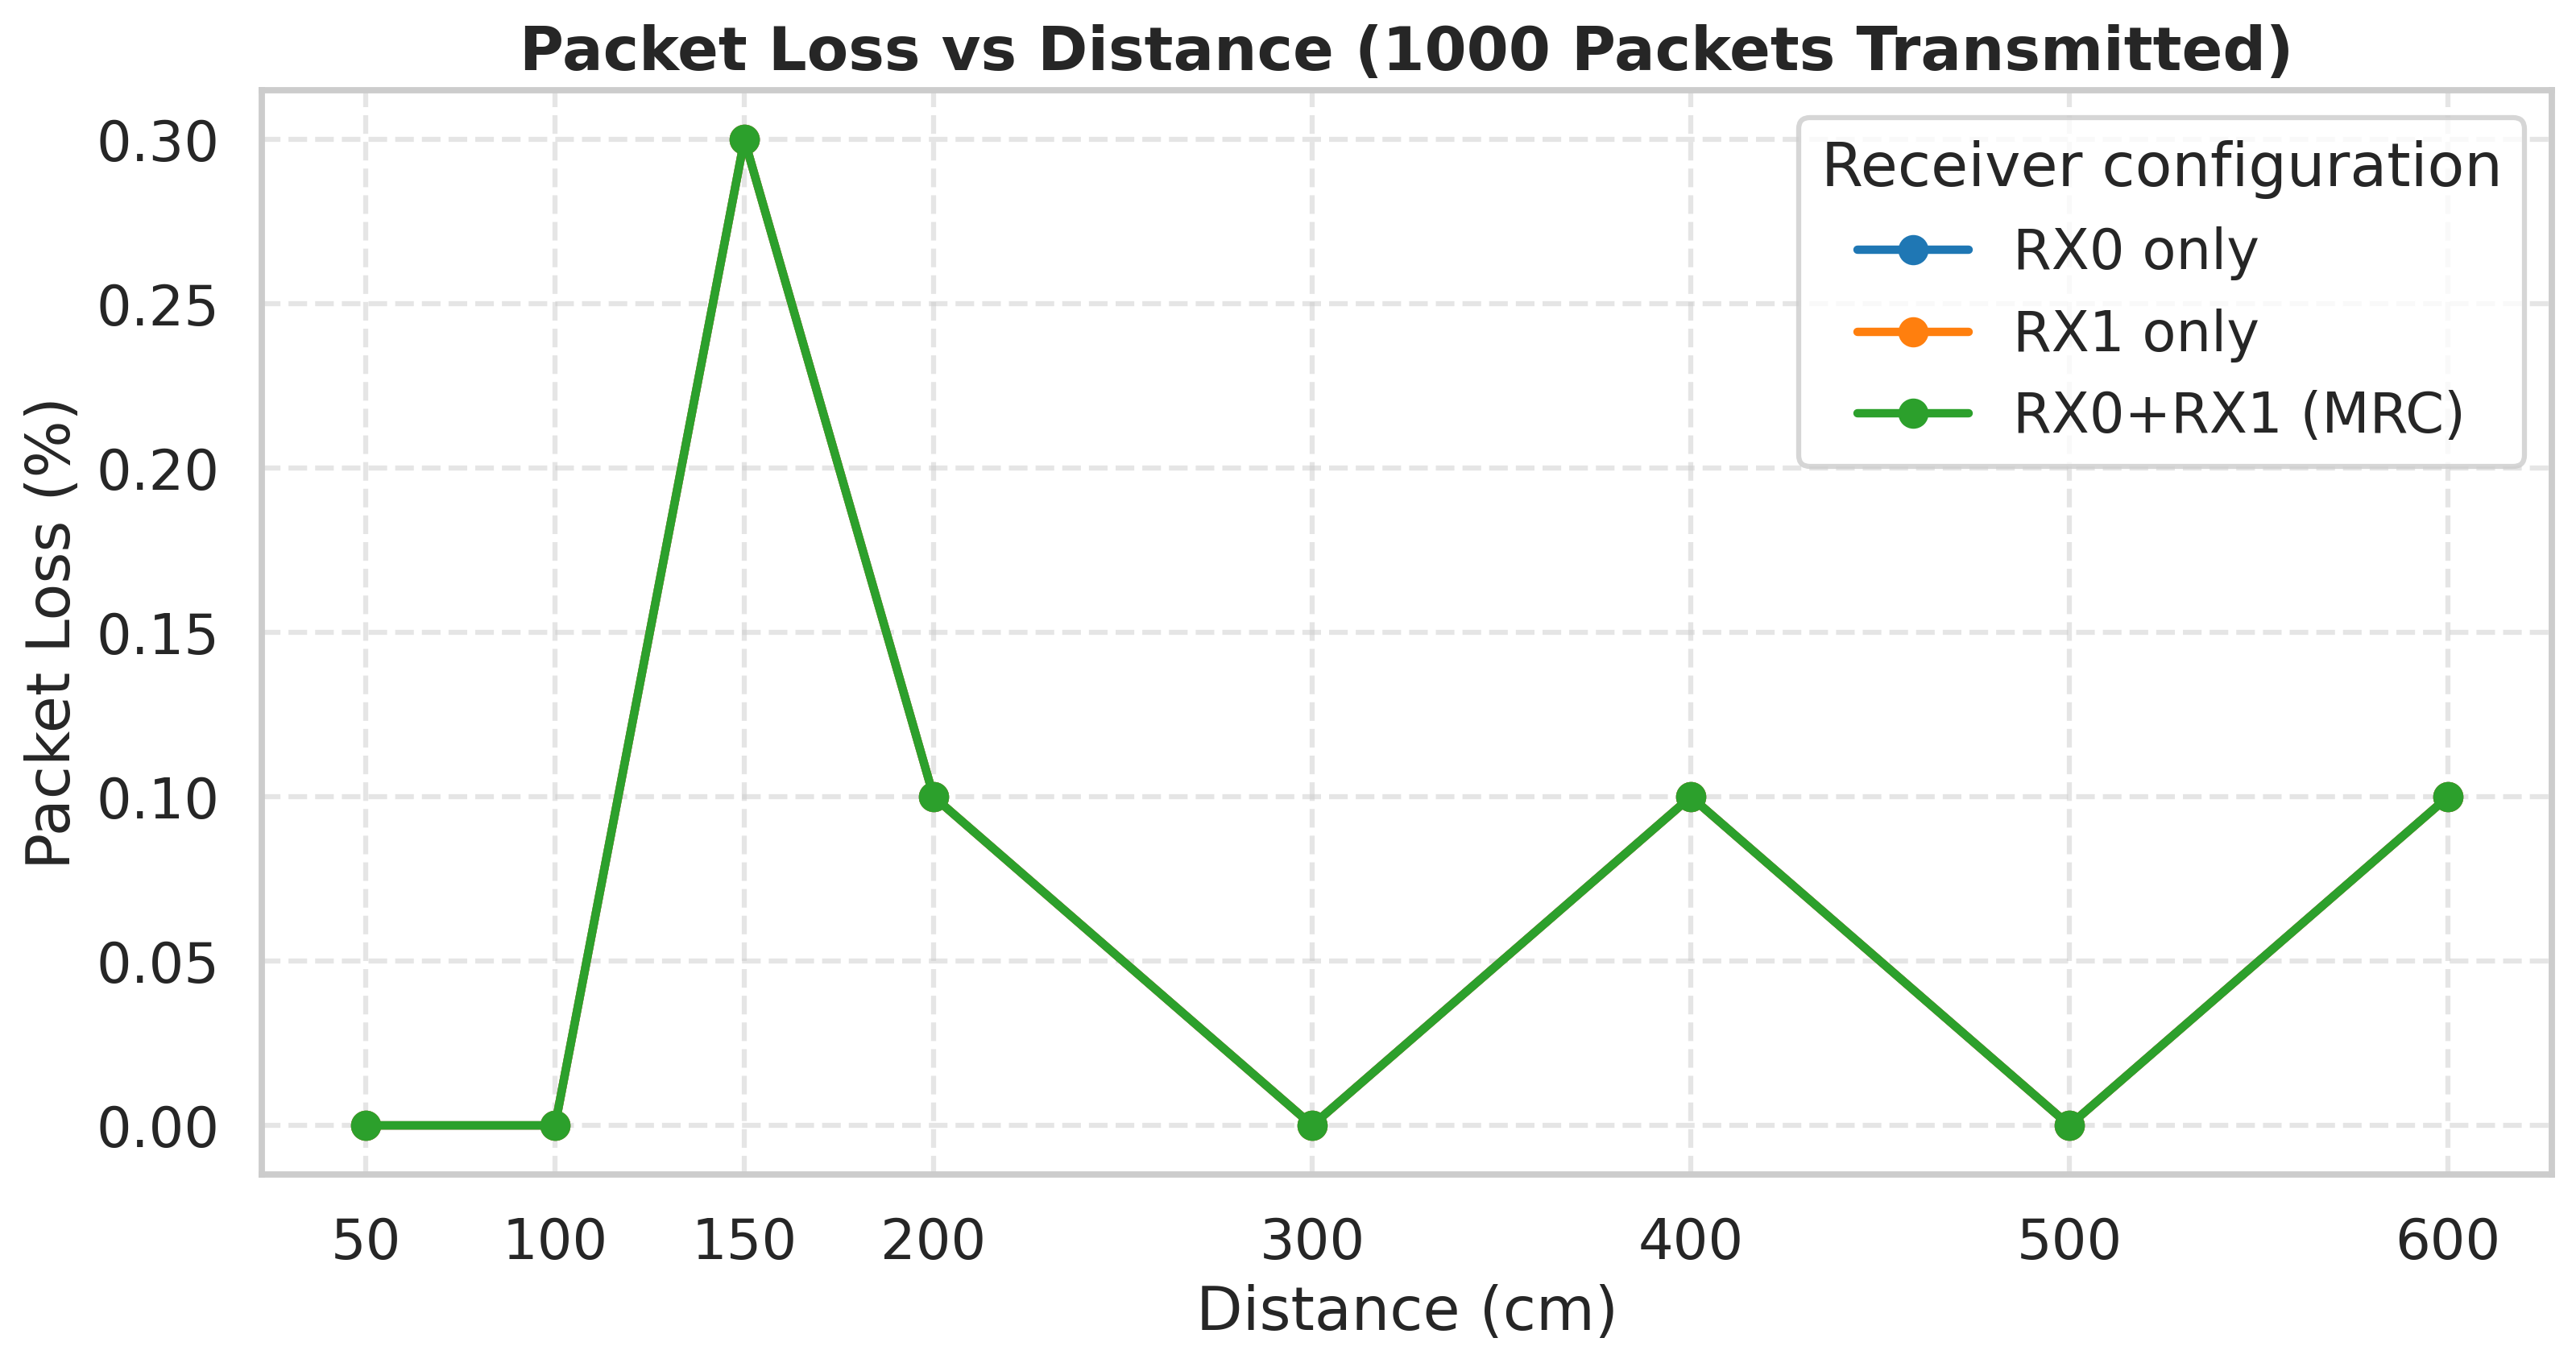 Packet Loss vs Distance (1000 Packets Transmitted)
Receiver configuration
RX0 only
RX1 only
RX0+RX1 (MRC)
Packet Loss (%)
0.30
0.25
0.20
0.15
0.10
0.05
0.00
50 100 150 200 300 400 500 600
Distance (cm)